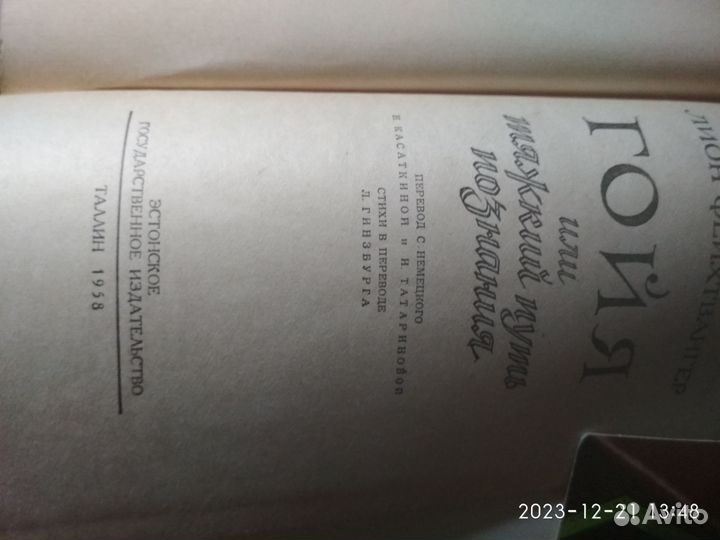 ЛИОН ФЕЙХТВАНГЕР
ГОЙЯ
или
тяжкий путь
познания
ПЕРЕВОД С НЕМЕЦКОГО
Н. КАСАТКИНОЙ и И. ТАТАРИНОВОЙ
СТИХИ В ПЕРЕВОДЕ
Л. ГИНЗБУРГА
ЭСТОНСКОЕ
ГОСУДАРСТВЕННОЕ ИЗДАТЕЛЬСТВО
ТАЛЛИН 1958
2023-12-21 13:48
Avito